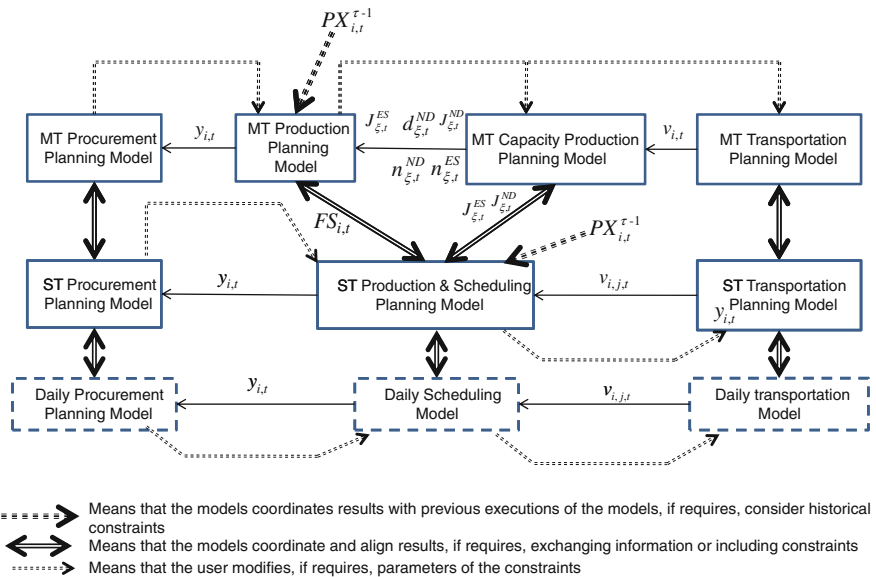 PX_{i,t}^{τ-1}
MT Procurement
Planning Model
y_{i,t}
MT Production
Planning
Model
J_{ξ,t}^{ES} d_{ξ,t}^{ND} J_{ξ,t}^{ND}
n_{ξ,t}^{ND} n_{ξ,t}^{ES}
MT Capacity Production
Planning Model
v_{i,t}
MT Transportation
Planning Model
FS_{i,t}
J_{ξ,t}^{ES} J_{ξ,t}^{ND}
PX_{i,t}^{τ-1}
ST Procurement
Planning Model
y_{i,t}
ST Production & Scheduling
Planning Model
v_{i,j,t}
ST Transportation
Planning Model
y_{i,t}
Daily Procurement
Planning Model
y_{i,t}
Daily Scheduling
Model
v_{i,j,t}
Daily transportation
Model
Means that the models coordinates results with previous executions of the models, if requires, consider historical
constraints
Means that the models coordinate and align results, if requires, exchanging information or including constraints
Means that the user modifies, if requires, parameters of the constraints